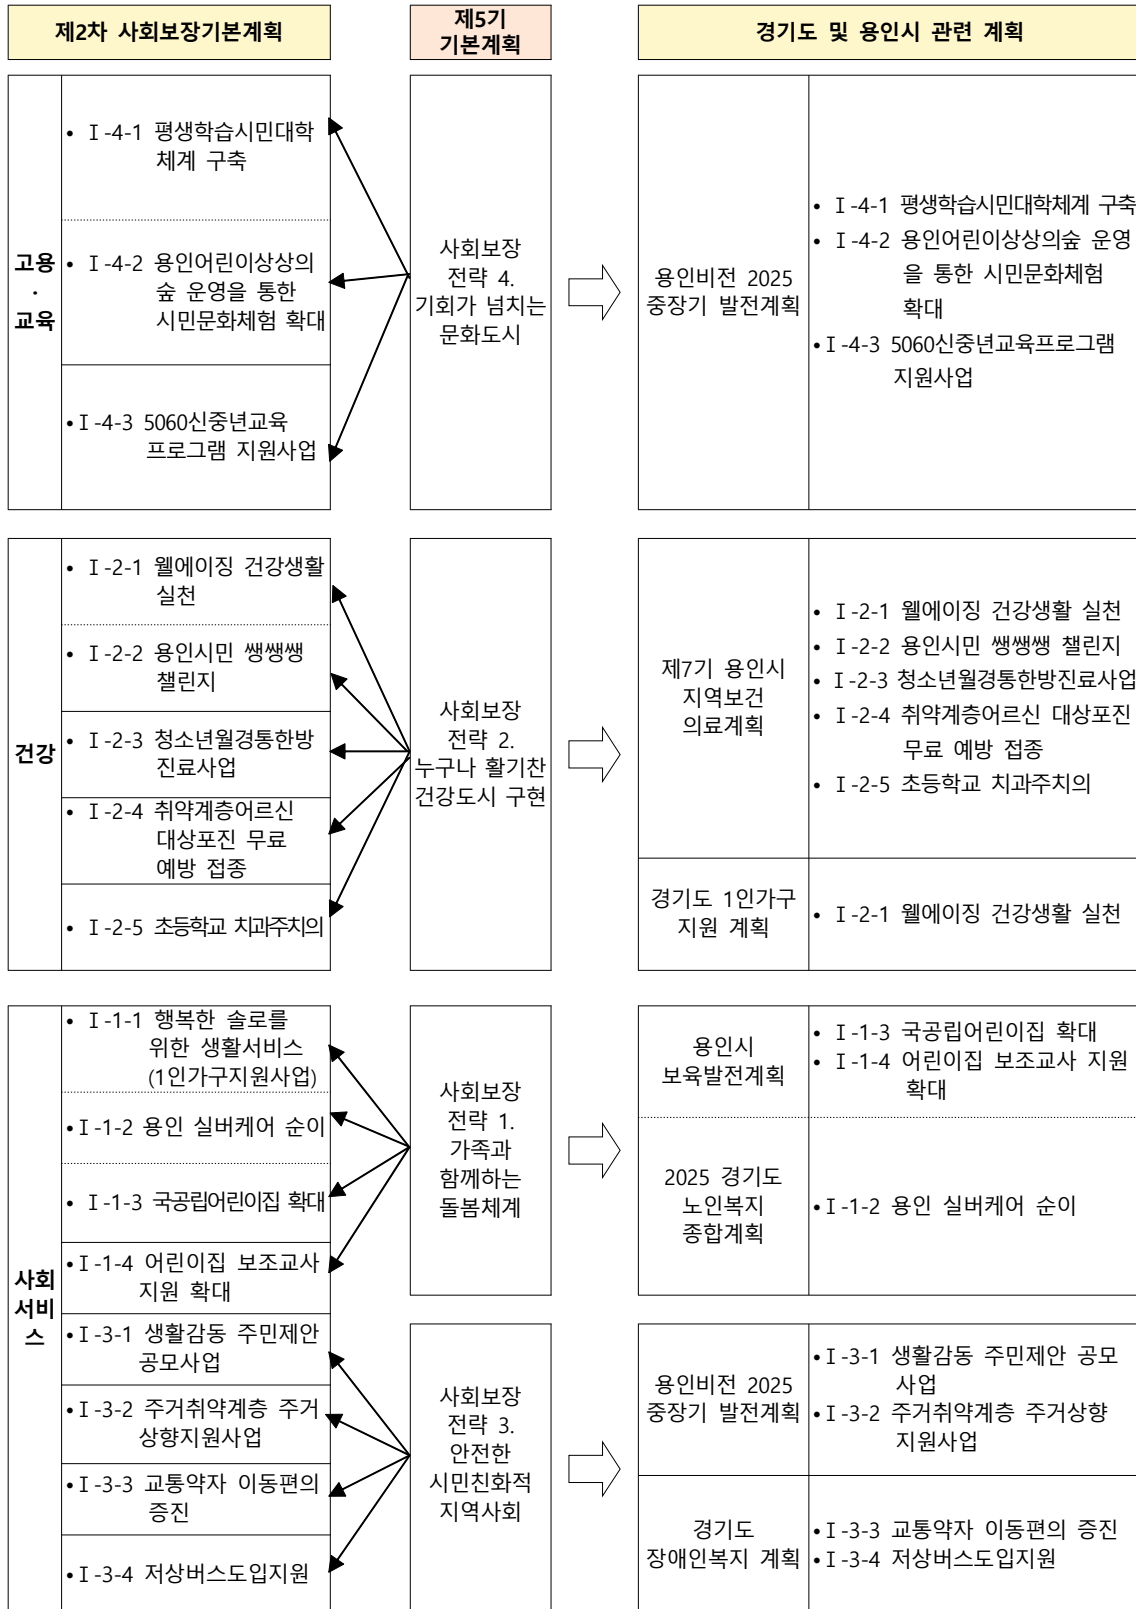 제2차 사회보장기본계획
제5기
기본계획
경기도 및 용인시 관련 계획
고용
·
교육
• Ⅰ-4-1 평생학습시민대학
체계 구축
• Ⅰ-4-2 용인어린이상상의
숲 운영을 통한
시민문화체험 확대
• Ⅰ-4-3 5060신중년교육
프로그램 지원사업
사회보장
전략 4.
기회가 넘치는
문화도시
용인비전 2025
중장기 발전계획
• Ⅰ-4-1 평생학습시민대학체계 구축
• Ⅰ-4-2 용인어린이상상의숲 운영
을 통한 시민문화체험
확대
• Ⅰ-4-3 5060신중년교육프로그램
지원사업
건강
• Ⅰ-2-1 웰에이징 건강생활
실천
• Ⅰ-2-2 용인시민 쌩쌩쌩
챌린지
• Ⅰ-2-3 청소년월경통한방
진료사업
• Ⅰ-2-4 취약계층어르신
대상포진 무료
예방 접종
• Ⅰ-2-5 초등학교 치과주치의
사회보장
전략 2.
누구나 활기찬
건강도시 구현
제7기 용인시
지역보건
의료계획
• Ⅰ-2-1 웰에이징 건강생활 실천
• Ⅰ-2-2 용인시민 쌩쌩쌩 챌린지
• Ⅰ-2-3 청소년월경통한방진료사업
• Ⅰ-2-4 취약계층어르신 대상포진
무료 예방 접종
• Ⅰ-2-5 초등학교 치과주치의
경기도 1인가구
지원 계획
• Ⅰ-2-1 웰에이징 건강생활 실천
사회
서비
스
• Ⅰ-1-1 행복한 솔로를
위한 생활서비스
(1인가구지원사업)
• Ⅰ-1-2 용인 실버케어 순이
• Ⅰ-1-3 국공립어린이집 확대
• Ⅰ-1-4 어린이집 보조교사
지원 확대
• Ⅰ-3-1 생활감동 주민제안
공모사업
• Ⅰ-3-2 주거취약계층 주거
상향지원사업
• Ⅰ-3-3 교통약자 이동편의
증진
• Ⅰ-3-4 저상버스도입지원
사회보장
전략 1.
가족과
함께하는
돌봄체계
용인시
보육발전계획
• Ⅰ-1-3 국공립어린이집 확대
• Ⅰ-1-4 어린이집 보조교사 지원
확대
2025 경기도
노인복지
종합계획
• Ⅰ-1-2 용인 실버케어 순이
사회보장
전략 3.
안전한
시민친화적
지역사회
용인비전 2025
중장기 발전계획
• Ⅰ-3-1 생활감동 주민제안 공모
사업
• Ⅰ-3-2 주거취약계층 주거상향
지원사업
경기도
장애인복지 계획
• Ⅰ-3-3 교통약자 이동편의 증진
• Ⅰ-3-4 저상버스도입지원